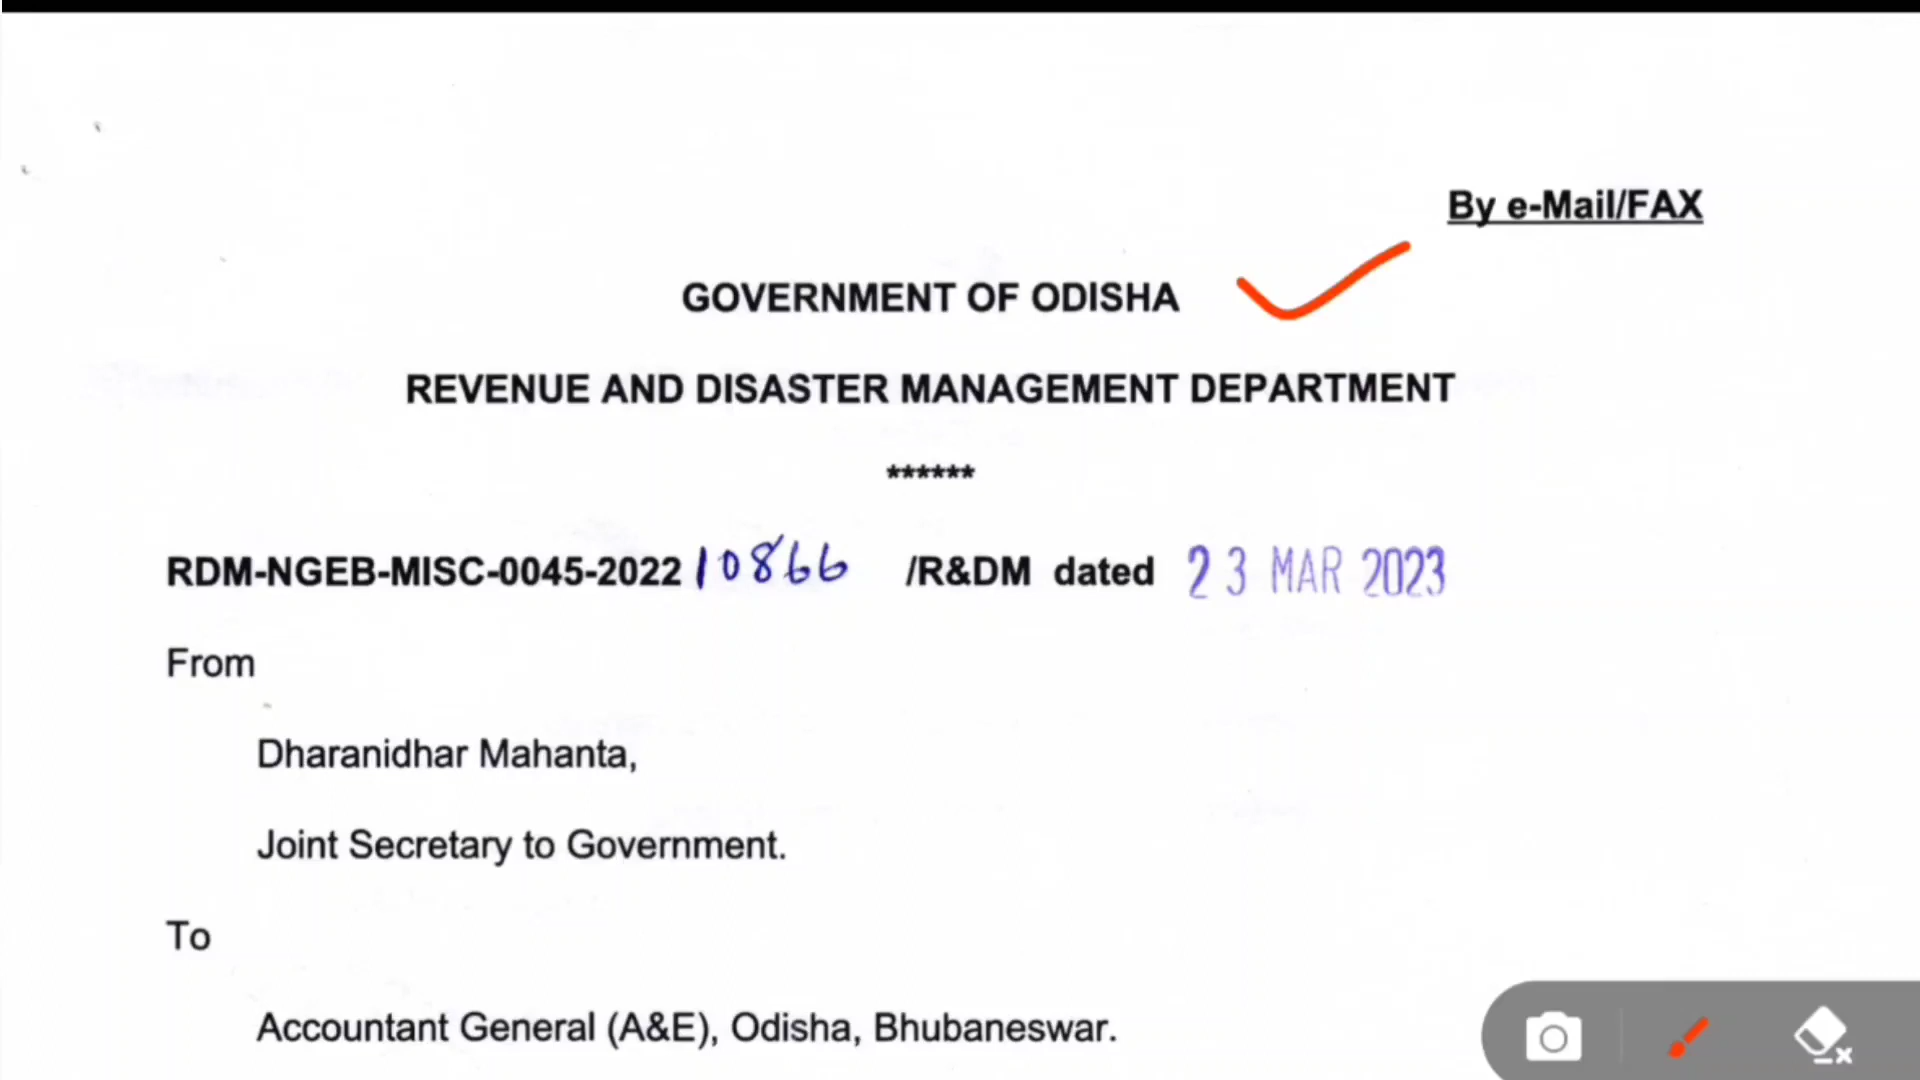 By e-Mail/FAX
GOVERNMENT OF ODISHA
REVENUE AND DISASTER MANAGEMENT DEPARTMENT
******
RDM-NGEB-MISC-0045-2022 10866 /R&DM dated 23 MAR 2023
From
Dharanidhar Mahanta,
Joint Secretary to Government.
To
Accountant General (A&E), Odisha, Bhubaneswar.